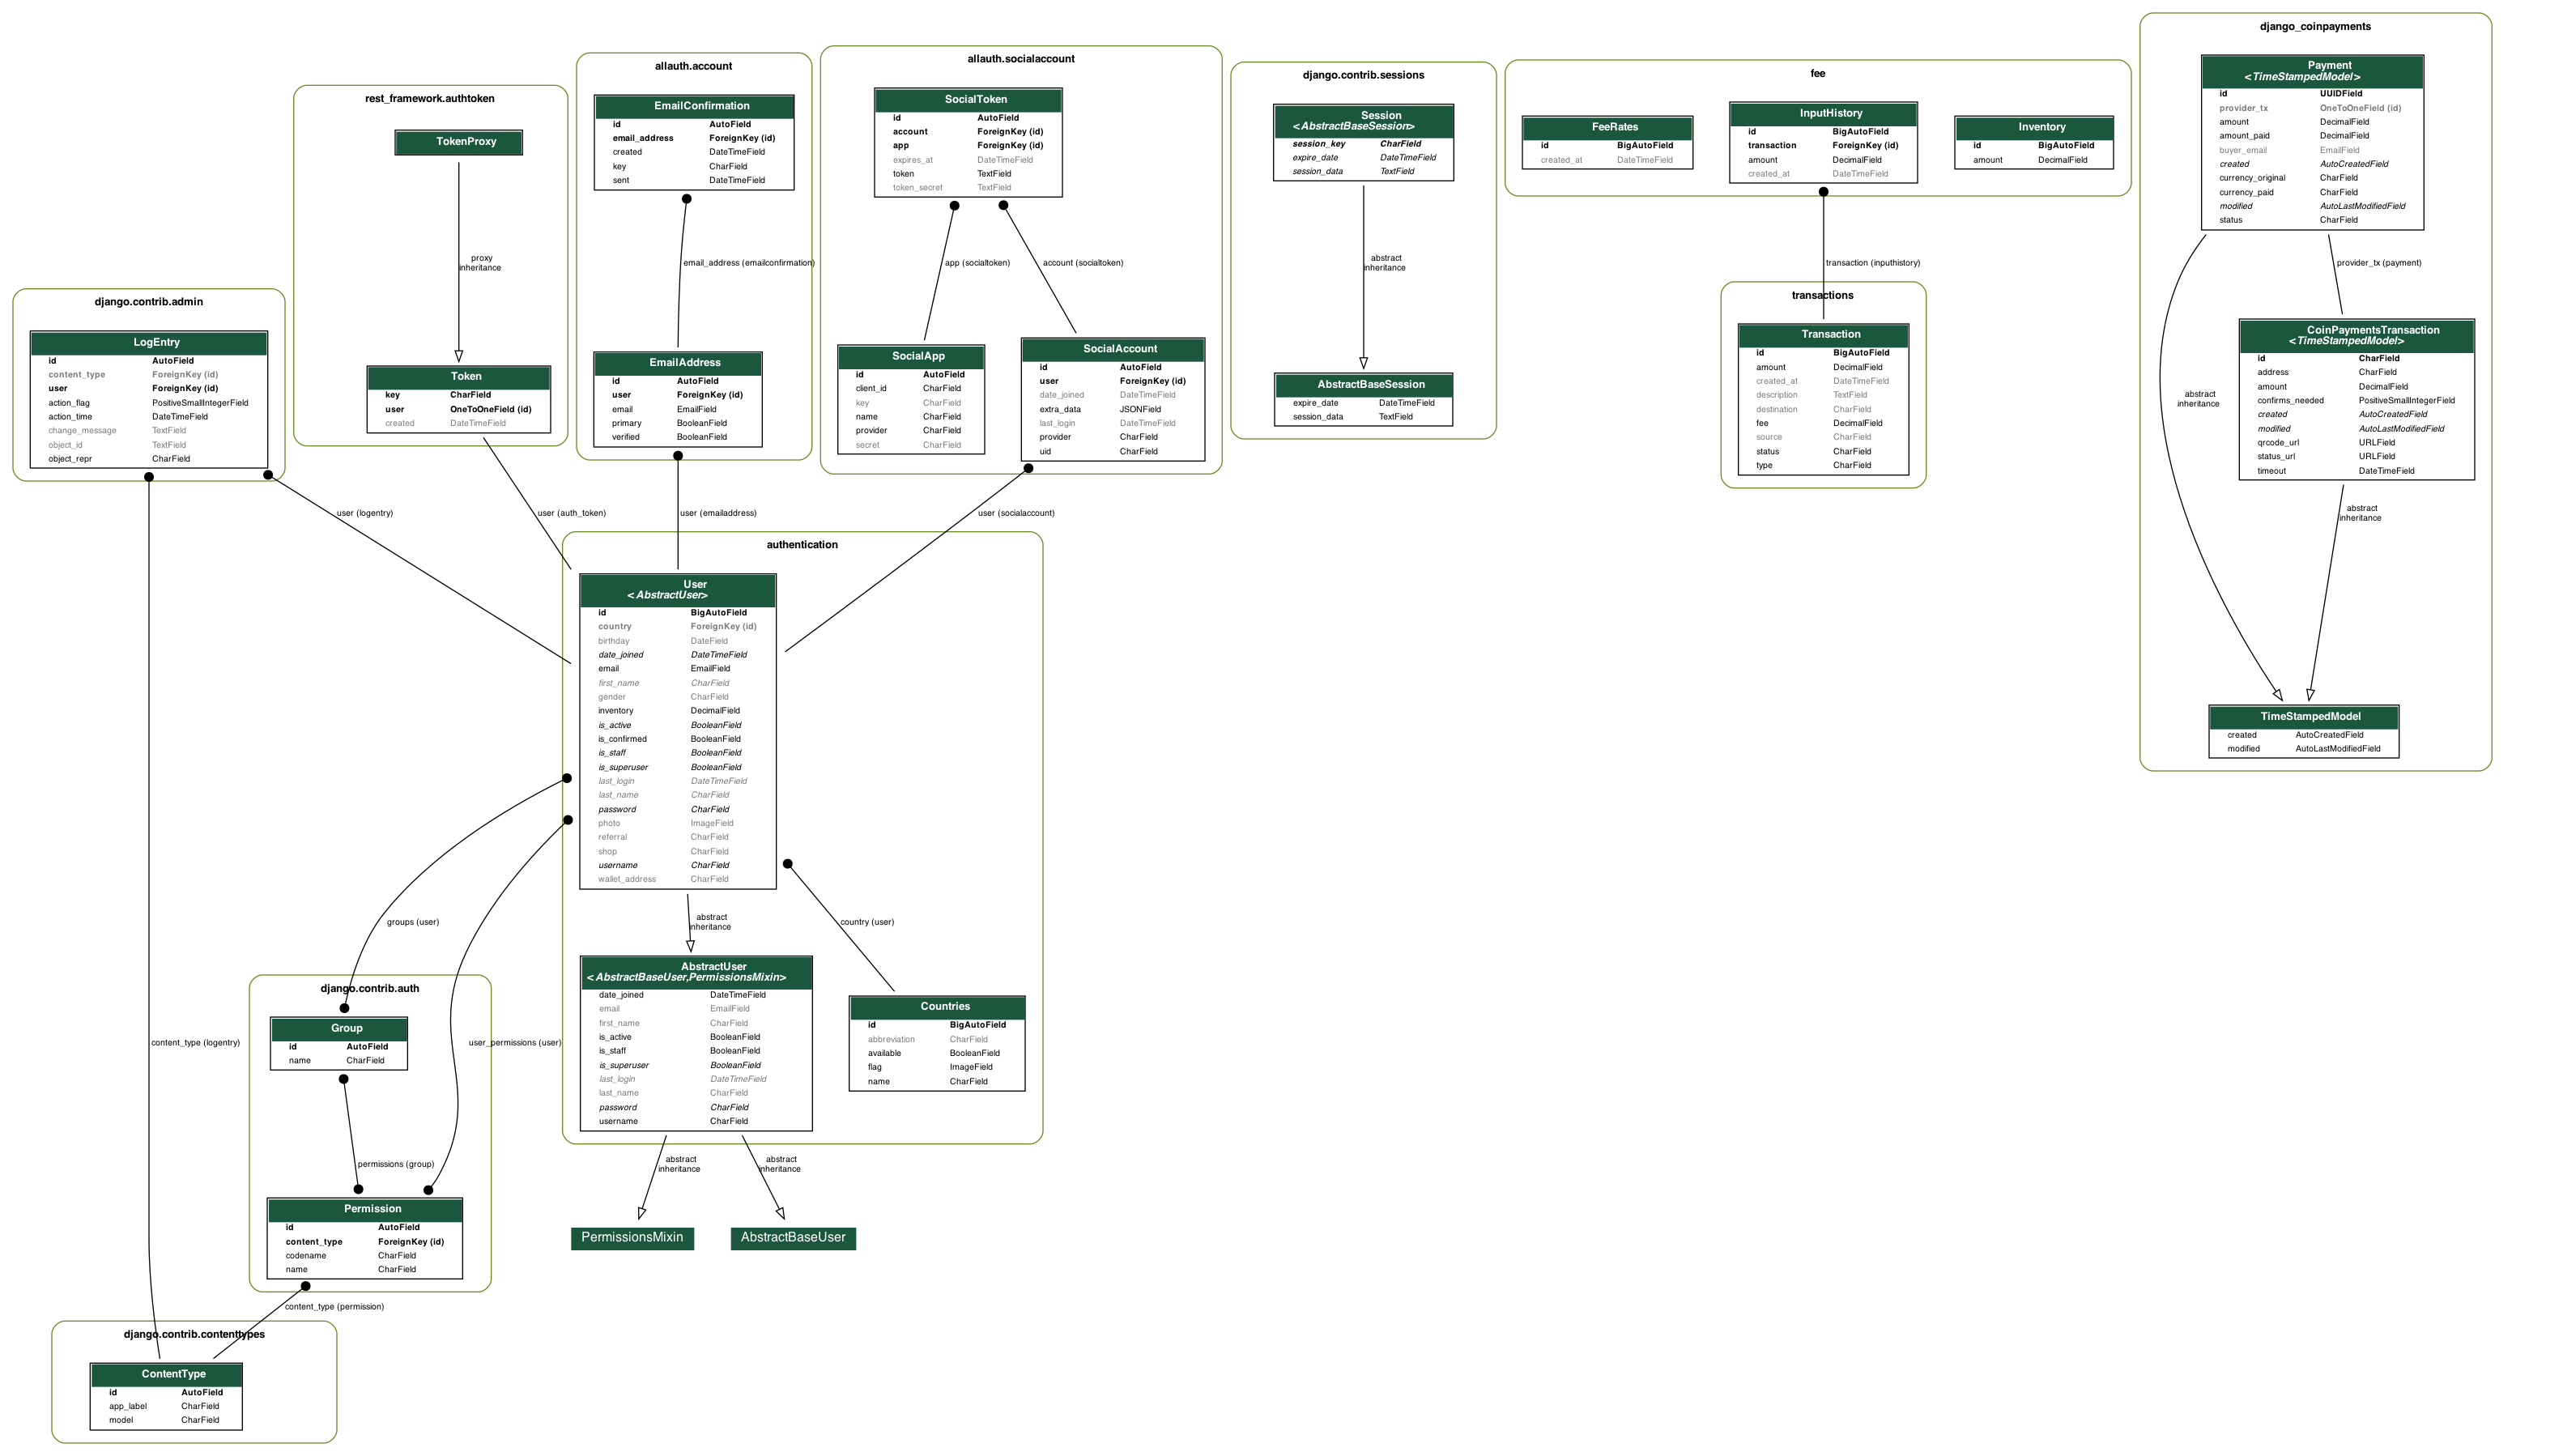 django_coinpayments
Payment
<TimeStampedModel>
id UUIDField
provider_tx OneToOneField (id)
amount DecimalField
amount_paid DecimalField
buyer_email EmailField
created AutoCreatedField
currency_original CharField
currency_paid CharField
modified AutoLastModifiedField
status CharField
provider_tx (payment)
CoinPaymentsTransaction
<TimeStampedModel>
id CharField
address CharField
amount DecimalField
confirms_needed PositiveSmallIntegerField
created AutoCreatedField
modified AutoLastModifiedField
qrcode_url URLField
status_url URLField
timeout DateTimeField
abstract
inheritance
abstract
inheritance
TimeStampedModel
created AutoCreatedField
modified AutoLastModifiedField
fee
FeeRates
id BigAutoField
created_at DateTimeField
InputHistory
id BigAutoField
transaction ForeignKey (id)
amount DecimalField
created_at DateTimeField
Inventory
id BigAutoField
amount DecimalField
transaction (inputhistory)
transactions
Transaction
id BigAutoField
amount DecimalField
created_at DateTimeField
description TextField
destination CharField
fee DecimalField
source CharField
status CharField
type CharField
django.contrib.sessions
Session
<AbstractBaseSession>
session_key CharField
expire_date DateTimeField
session_data TextField
abstract
inheritance
AbstractBaseSession
expire_date DateTimeField
session_data TextField
allauth.socialaccount
SocialToken
id AutoField
account ForeignKey (id)
app ForeignKey (id)
expires_at DateTimeField
token TextField
token_secret TextField
app (socialtoken)
account (socialtoken)
SocialApp
id AutoField
client_id CharField
key CharField
name CharField
provider CharField
secret CharField
SocialAccount
id AutoField
user ForeignKey (id)
date_joined DateTimeField
extra_data JSONField
last_login DateTimeField
provider CharField
uid CharField
user (socialaccount)
allauth.account
EmailConfirmation
id AutoField
email_address ForeignKey (id)
created DateTimeField
key CharField
sent DateTimeField
email_address (emailconfirmation)
EmailAddress
id AutoField
user ForeignKey (id)
email EmailField
primary BooleanField
verified BooleanField
user (emailaddress)
rest_framework.authtoken
TokenProxy
proxy
inheritance
Token
key CharField
user OneToOneField (id)
created DateTimeField
user (auth_token)
django.contrib.admin
LogEntry
id AutoField
content_type ForeignKey (id)
user ForeignKey (id)
action_flag PositiveSmallIntegerField
action_time DateTimeField
change_message TextField
object_id TextField
object_repr CharField
user (logentry)
content_type (logentry)
authentication
User
<AbstractUser>
id BigAutoField
country ForeignKey (id)
birthday DateField
date_joined DateTimeField
email EmailField
first_name CharField
gender CharField
inventory DecimalField
is_active BooleanField
is_confirmed BooleanField
is_staff BooleanField
is_superuser BooleanField
last_login DateTimeField
last_name CharField
password CharField
photo ImageField
referral CharField
shop CharField
username CharField
wallet_address CharField
groups (user)
abstract
inheritance
country (user)
AbstractUser
<AbstractBaseUser,PermissionsMixin>
date_joined DateTimeField
email EmailField
first_name CharField
is_active BooleanField
is_staff BooleanField
is_superuser BooleanField
last_login DateTimeField
last_name CharField
password CharField
username CharField
Countries
id BigAutoField
abbreviation CharField
available BooleanField
flag ImageField
name CharField
user_permissions (user)
abstract
inheritance
abstract
inheritance
PermissionsMixin
AbstractBaseUser
django.contrib.auth
Group
id AutoField
name CharField
permissions (group)
Permission
id AutoField
content_type ForeignKey (id)
codename CharField
name CharField
content_type (permission)
django.contrib.contenttypes
ContentType
id AutoField
app_label CharField
model CharField